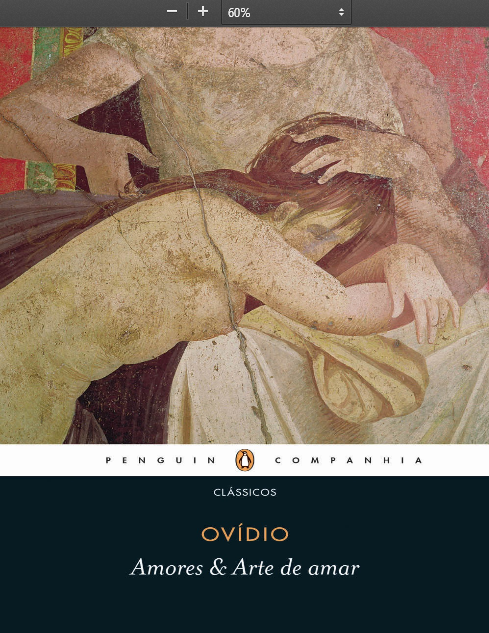 60%
PENGUIN COMPANHIA
CLÁSSICOS
OVÍDIO
Amores & Arte de amar